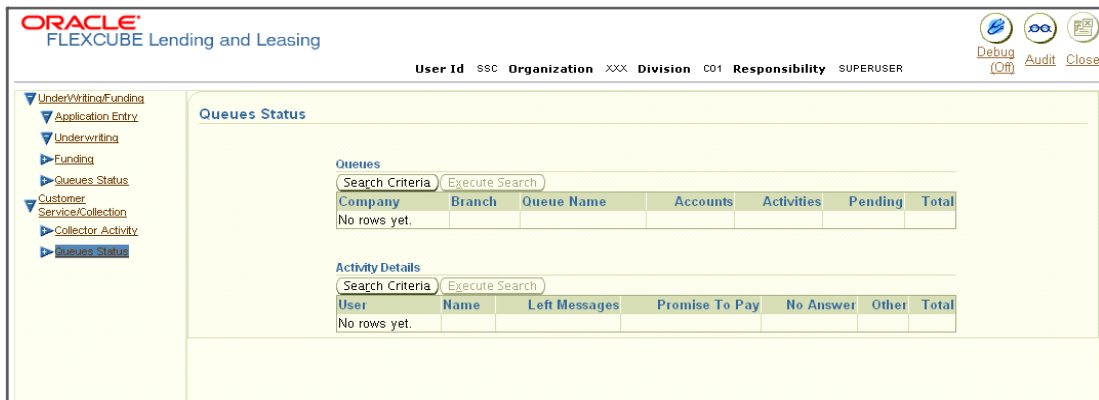 ORACLE®
FLEXCUBE Lending and Leasing
Debug (Off)
Audit
Close
User Id SSC Organization XXX Division C01 Responsibility SUPERUSER
UnderWriting/Funding
Application Entry
Underwriting
Funding
Queues Status
Customer
Service/Collection
Collector Activity
Queues Status
Queues Status
Queues
Search Criteria Execute Search
Company Branch Queue Name Accounts Activities Pending Total
No rows yet.
Activity Details
Search Criteria Execute Search
User Name Left Messages Promise To Pay No Answer Other Total
No rows yet.